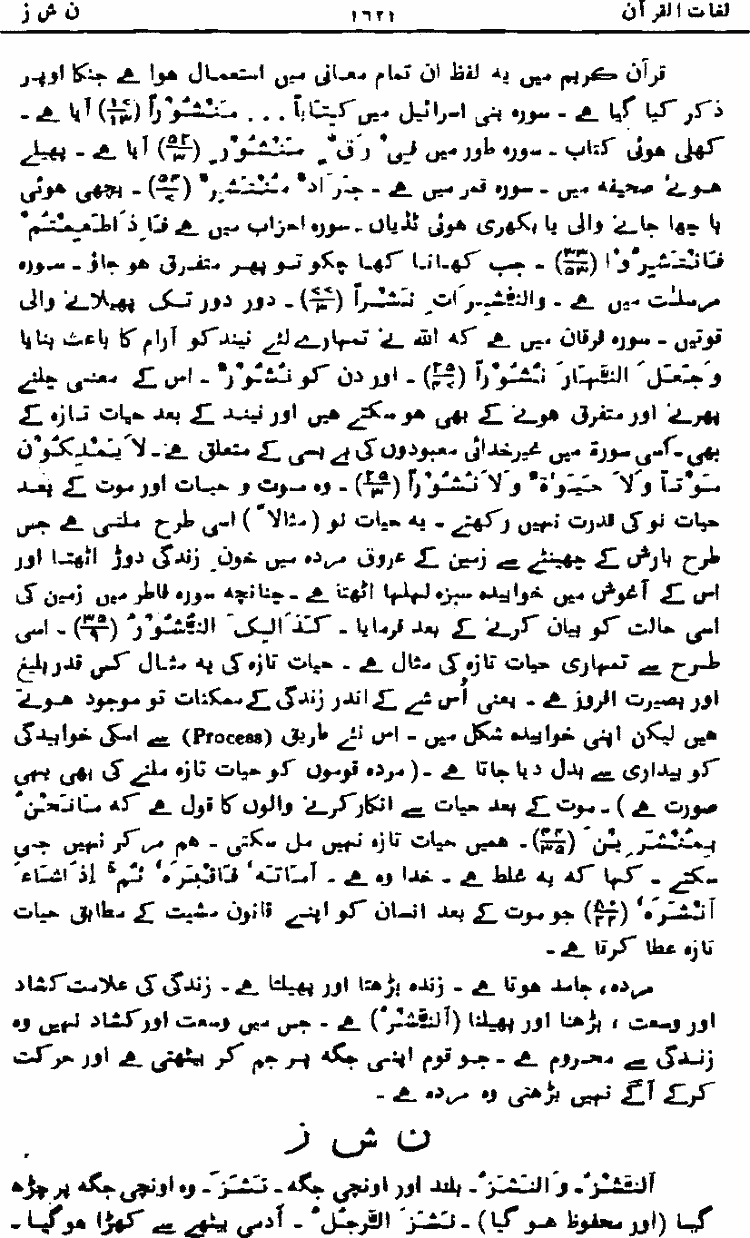 لغات القرآن ۱۶۲۱ ن ش ز
قرآن کریم میں یہ لفظ ان تمام معانی میں استعمال ہوا ہے جنکا اوپر
ذکر کیا گیا ہے ۔ سورہ بنی اسرائیل میں کِتَاباً ... مَنْشُوْراً (۱۷/۱۳) آیا ہے ۔
کھلی ہوئی کتاب ۔ سورہ طور میں فِیْ رَقٍّ مَنْشُوْرٍ (۵۲/۳) آیا ہے ۔ پھیلے
ہوئے صحیفہ میں ۔ سورہ قمر میں ہے ۔ جَرَادٌ مُنْتَشِرٌ (۵۴/۷) ۔ بچھی ہوئی
یا چھا جانے والی یا بکھری ہوئی ٹڈیاں ۔ سورہ احزاب میں ہے فَاِذَا طَعِمْتُمْ
فَانْتَشِرُوْا (۳۳/۵۳) ۔ جب کھانا کھا چکو تو پھر متفرق ہو جاؤ ۔ سورہ
مرسلٰت میں ہے ۔ وَالنّٰشِرَاتِ نَشْراً (۷۷/۳) ۔ دور دور تک پھیلانے والی
قوتیں ۔ سورہ فرقان میں ہے کہ اللہ نے تمہارے لئے نیند کو آرام کا باعث بنایا
وَجَعَلَ النَّھَارَ نُشُوْراً (۲۵/۴۷) ۔ اور دن کو نُشُوْرٌ ۔ اس کے معنی چلنے
پھرنے اور متفرق ہونے کے بھی ہو سکتے ہیں اور نیند کے بعد حیات تازہ کے
بھی ۔ اسی سورۃ میں غیر خدائی معبودوں کی بے بسی کے متعلق ہے ۔ لَا یَمْلِکُوْنَ
مَوْتاً وَلَا حَیٰوۃً وَلَا نُشُوْراً (۲۵/۳) ۔ وہ موت و حیات اور موت کے بعد
حیات نو کی قدرت نہیں رکھتے ۔ یہ حیات نو (مثالاً) اسی طرح ملتی ہے جس
طرح بارش کے چھینٹے سے زمین کے عروق مردہ میں خونِ زندگی دوڑ اٹھتا اور
اس کے آغوش میں خوابیدہ سبزہ لہلہا اٹھتا ہے ۔ چنانچہ سورہ فاطر میں زمین کی
اسی حالت کو بیان کرنے کے بعد فرمایا ۔ کَذَالِکَ النُّشُوْرُ (۳۵/۹) ۔ اسی
طرح سے تمہاری حیات تازہ کی مثال ہے ۔ حیات تازہ کی یہ مثال کس قدر بلیغ
اور بصیرت افروز ہے ۔ یعنی اُس شے کے اندر زندگی کے ممکنات تو موجود ہوتے
ہیں لیکن اپنی خوابیدہ شکل میں ۔ اس نئے طریق (Process) سے اسکی خوابیدگی
کو بیداری سے بدل دیا جاتا ہے ۔ (مردہ قوموں کو حیات تازہ ملنے کی بھی یہی
صورت ہے) ۔ موت کے بعد حیات سے انکار کرنے والوں کا قول ہے کہ مَا نَحْنُ
بِمُنْشَرِیْنَ (۴۴/۳۵) ۔ ہمیں حیات تازہ نہیں مل سکتی ۔ ہم مر کر نہیں جی
سکتے ۔ کہا کہ یہ غلط ہے ۔ خدا وہ ہے ۔ اَمَاتَہٗ فَاَقْبَرَہٗ ثُمَّ اِذَا شَاءَ
اَنْشَرَہٗ (۸۰/۲۲) جو موت کے بعد انسان کو اپنے قانون مشیت کے مطابق حیات
تازہ عطا کرتا ہے ۔
مردہ، جامد ہوتا ہے ۔ زندہ بڑھتا اور پھیلتا ہے ۔ زندگی کی علامت کشاد
اور وسعت ، بڑھنا اور پھیلنا (اَلنَّشْرُ) ہے ۔ جس میں وسعت اور کشاد نہیں وہ
زندگی سے محروم ہے ۔ جو قوم اپنی جگہ پر جم کر بیٹھتی ہے اور حرکت
کرکے آگے نہیں بڑھتی وہ مردہ ہے ۔
ن ش ز
اَلنَّشْزُ ۔ وَالنَّشَزُ ۔ بلند اور اونچی جگہ ۔ نَشَزَ ۔ وہ اونچی جگہ پر چڑھ
گیا (اور محفوظ ہو گیا) ۔ نَشَزَ الرَّجُلُ ۔ آدمی بیٹھے سے کھڑا ہو گیا ۔